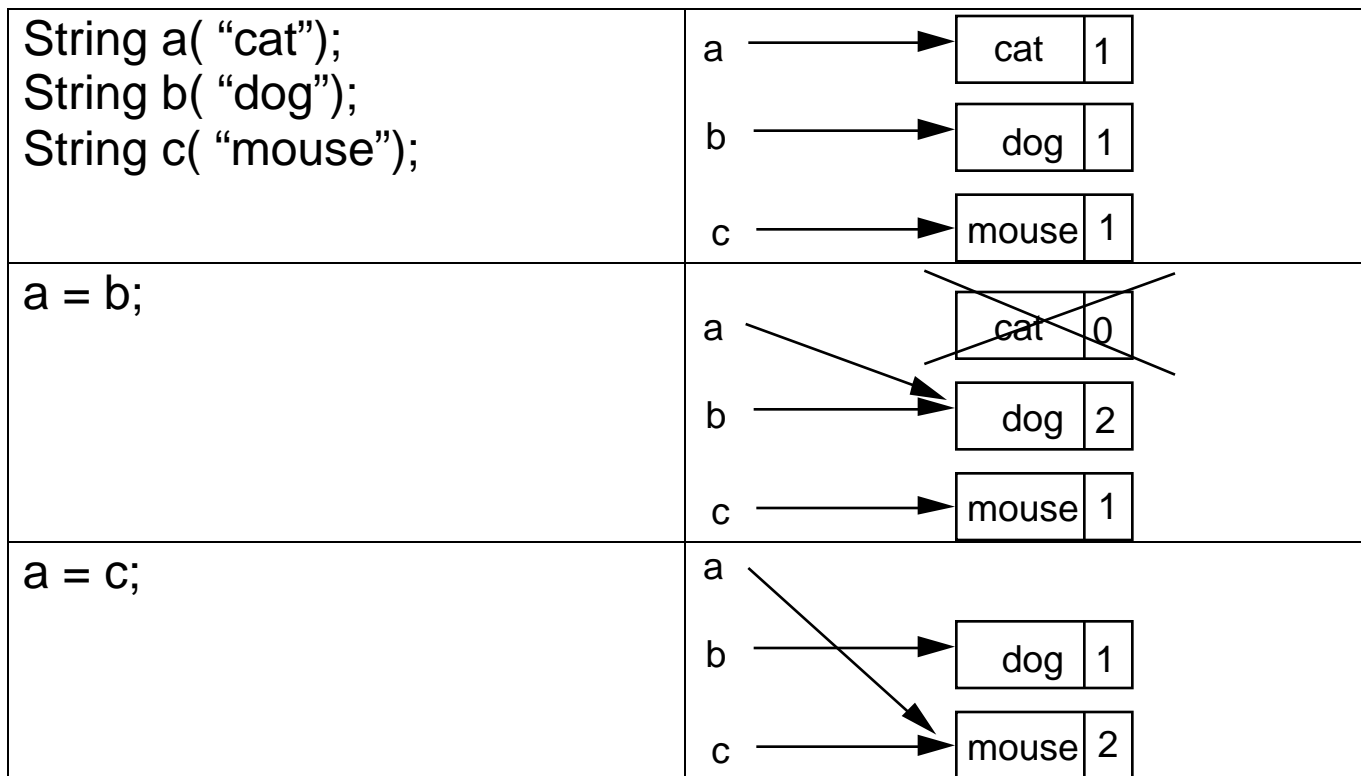 String a( “cat”);
String b( “dog”);
String c( “mouse”);
a cat 1
b dog 1
c mouse 1
a = b;
a cat 0
b dog 2
c mouse 1
a = c;
a
b dog 1
c mouse 2